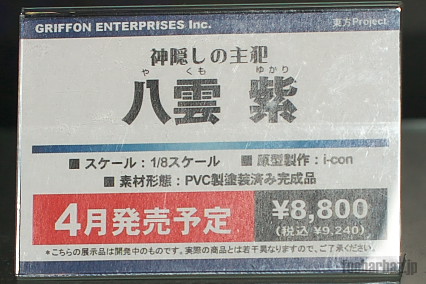 GRIFFON ENTERPRISES Inc. 東方Project
神隠しの主犯
やくも ゆかり
八雲 紫
■ スケール：1/8スケール ■ 原型製作：i-con
■ 素材形態：PVC製塗装済み完成品
4月発売予定
¥8,800
(税込 ¥9,240)
*こちらの展示品は開発中のものです。実際の商品とは若干異なりますので、ご了承ください。
foobarbaz.jp